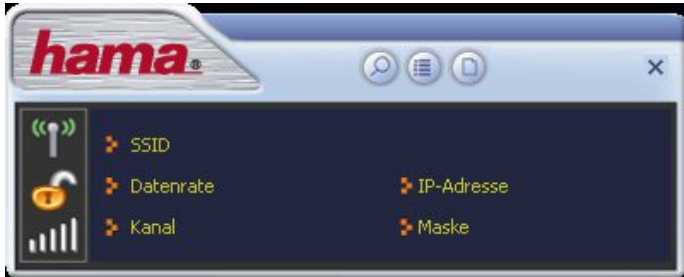 hama®
SSID
Datenrate
IP-Adresse
Kanal
Maske